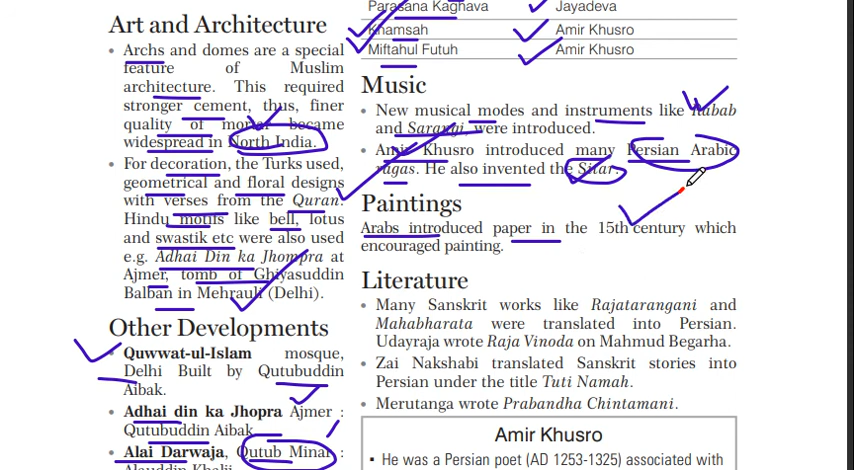 Art and Architecture
• Archs and domes are a special
feature of Muslim
architecture. This required
stronger cement, thus, finer
quality of mortar became
widespread in North India.
• For decoration, the Turks used,
geometrical and floral designs
with verses from the Quran.
Hindu motifs like bell, lotus
and swastik etc were also used
e.g. Adhai Din ka Jhompra at
Ajmer, tomb of Ghiyasuddin
Balban in Mehrauli (Delhi).
Other Developments
• Quwwat-ul-Islam mosque,
Delhi Built by Qutubuddin
Aibak.
• Adhai din ka Jhopra Ajmer :
Qutubuddin Aibak
• Alai Darwaja, Qutub Minar :
Alauddin Khalji
Parasana Raghava Jayadeva
Khamsah Amir Khusro
Miftahul Futuh Amir Khusro
Music
• New musical modes and instruments like Rabab
and Sarangi, were introduced.
• Amir Khusro introduced many Persian Arabic
ragas. He also invented the Sitar.
Paintings
Arabs introduced paper in the 15th century which
encouraged painting.
Literature
• Many Sanskrit works like Rajatarangani and
Mahabharata were translated into Persian.
Udayraja wrote Raja Vinoda on Mahmud Begarha.
• Zai Nakshabi translated Sanskrit stories into
Persian under the title Tuti Namah.
• Merutanga wrote Prabandha Chintamani.
Amir Khusro
▪ He was a Persian poet (AD 1253-1325) associated with